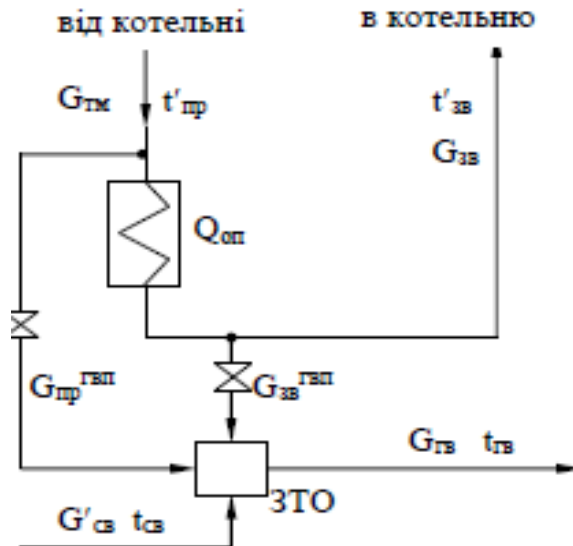 від котельні
в котельню
Gтм t′пр
t′зв
Gзв
Qоп
Gпргвп
Gзвгвп
Gгв tгв
ЗТО
G′св tсв